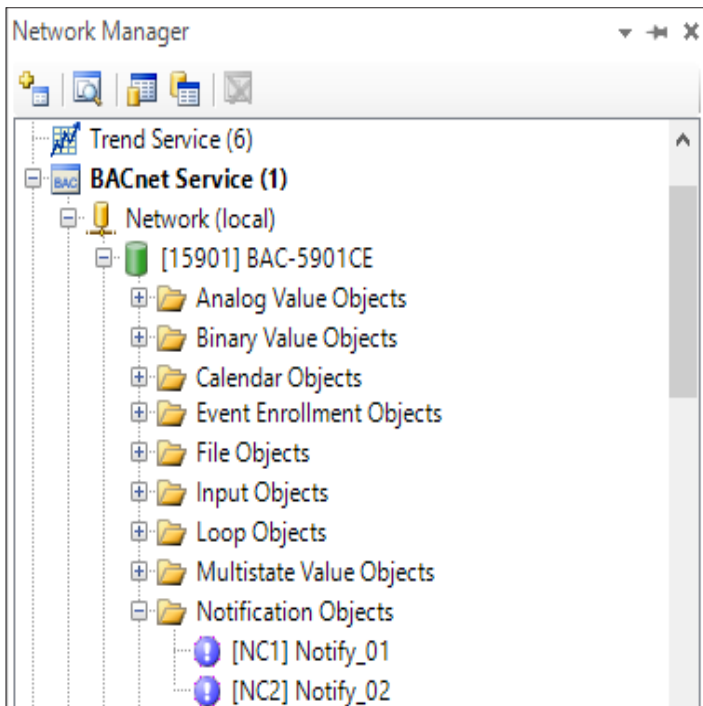 Network Manager
Trend Service (6)
BAC BACnet Service (1)
Network (local)
[15901] BAC-5901CE
Analog Value Objects
Binary Value Objects
Calendar Objects
Event Enrollment Objects
File Objects
Input Objects
Loop Objects
Multistate Value Objects
Notification Objects
[NC1] Notify_01
[NC2] Notify_02